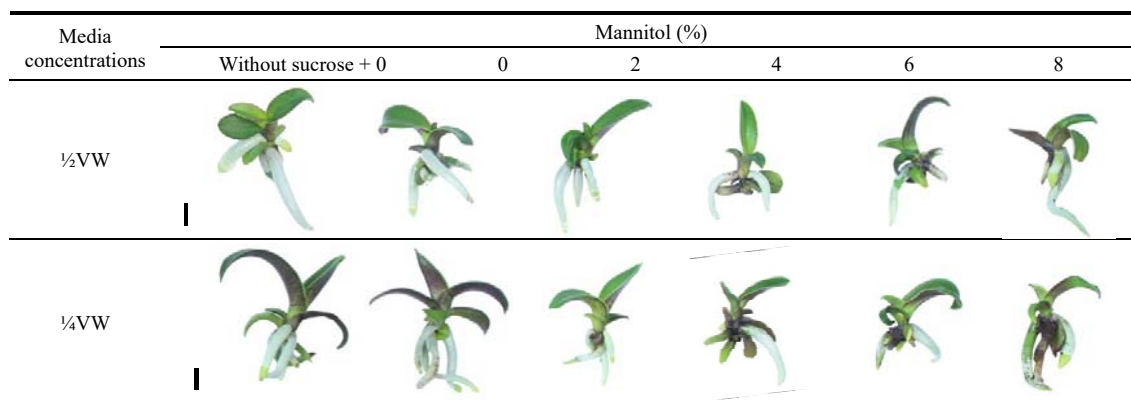 Media concentrations
Mannitol (%)
Without sucrose + 0 0 2 4 6 8
½VW
¼VW